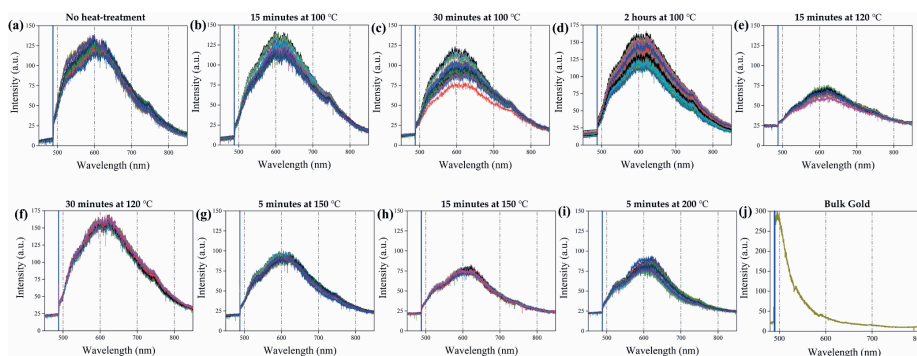 No heat-treatment
15 minutes at 100 °C
30 minutes at 100 °C
2 hours at 100 °C
15 minutes at 120 °C
(a)
(b)
(c)
(d)
(e)
Intensity (a.u.)
Intensity (a.u.)
Intensity (a.u.)
Intensity (a.u.)
Intensity (a.u.)
150
125
100
75
50
25
0
150
125
100
75
50
25
0
150
125
100
75
50
25
0
175
150
125
100
75
50
25
0
150
125
100
75
50
25
0
500 600 700 800
500 600 700 800
500 600 700 800
500 600 700 800
500 600 700 800
Wavelength (nm)
Wavelength (nm)
Wavelength (nm)
Wavelength (nm)
Wavelength (nm)
30 minutes at 120 °C
5 minutes at 150 °C
15 minutes at 150 °C
5 minutes at 200 °C
Bulk Gold
(f)
(g)
(h)
(i)
(j)
Intensity (a.u.)
Intensity (a.u.)
Intensity (a.u.)
Intensity (a.u.)
Intensity (a.u.)
175
150
125
100
75
50
25
0
150
125
100
75
50
25
0
150
125
100
75
50
25
0
150
125
100
75
50
25
0
300
250
200
150
100
50
0
500 600 700 800
500 600 700 800
500 600 700 800
500 600 700 800
500 600 700 800
Wavelength (nm)
Wavelength (nm)
Wavelength (nm)
Wavelength (nm)
Wavelength (nm)